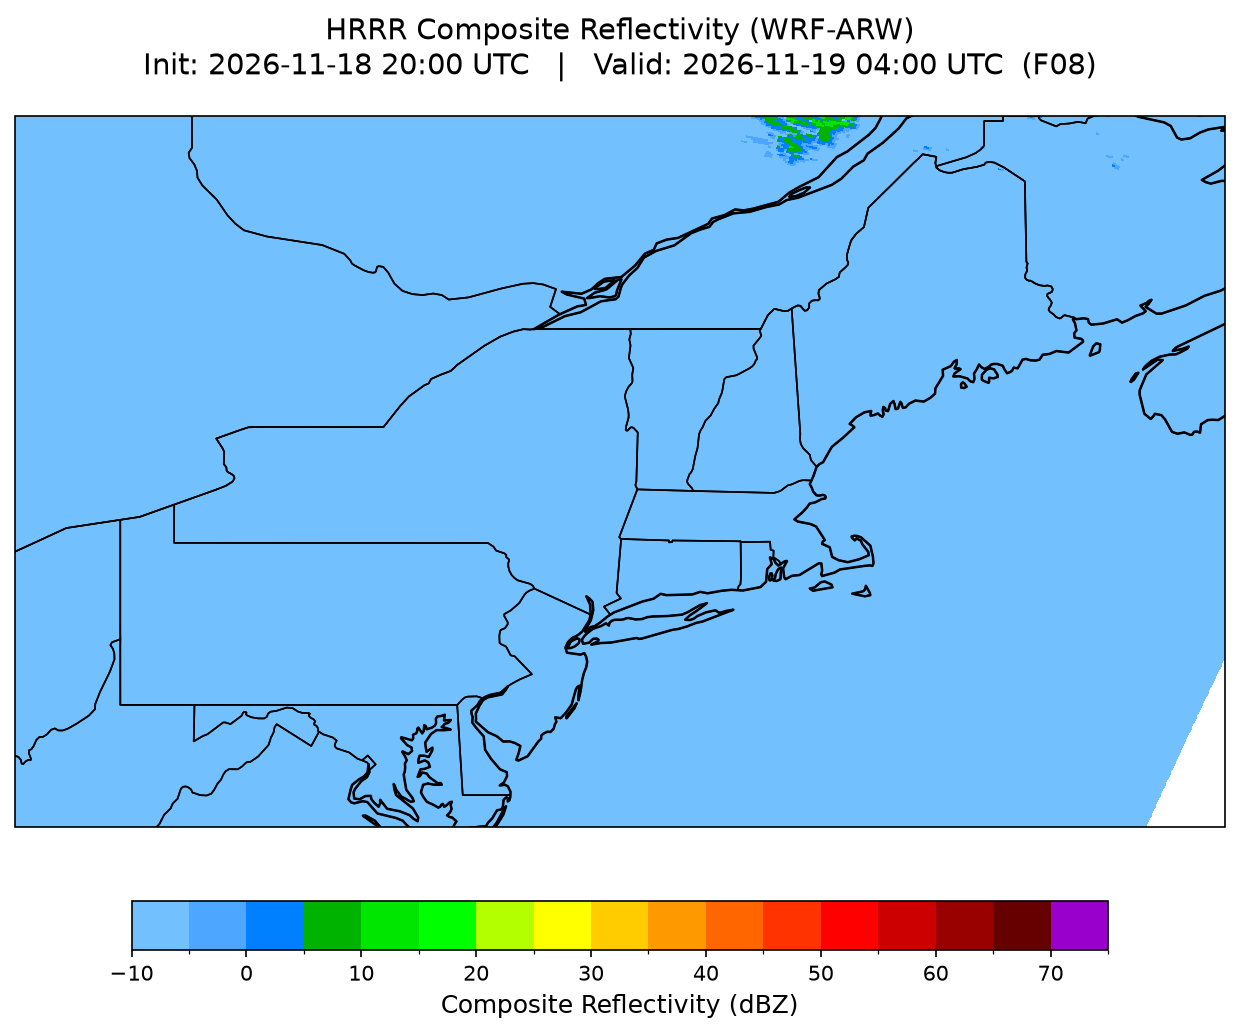 HRRR Composite Reflectivity (WRF-ARW)
Init: 2026-11-18 20:00 UTC   |   Valid: 2026-11-19 04:00 UTC  (F08)
−10 0 10 20 30 40 50 60 70
Composite Reflectivity (dBZ)